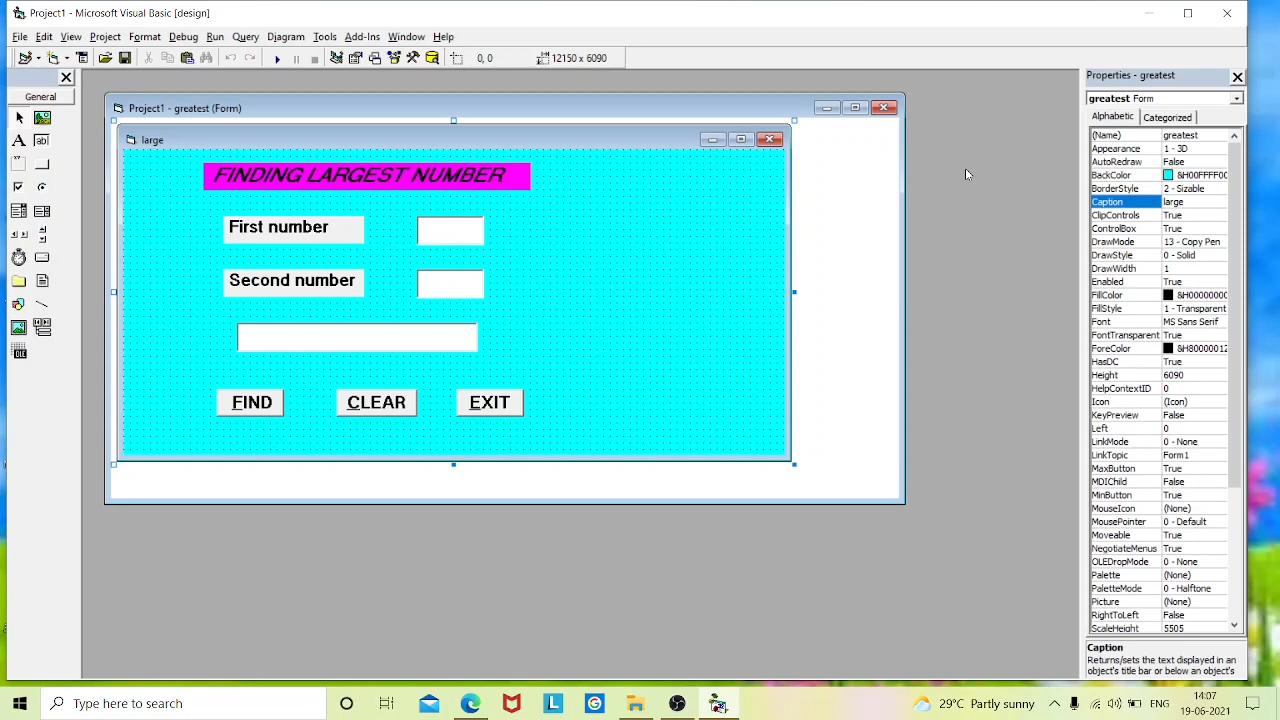 Project1 - Microsoft Visual Basic [design]
File Edit View Project Format Debug Run Query Diagram Tools Add-Ins Window Help
0, 0 12150 x 6090
General
Project1 - greatest (Form)
large
FINDING LARGEST NUMBER
First number
Second number
FIND CLEAR EXIT
Properties - greatest
greatest Form
Alphabetic Categorized
(Name) greatest
Appearance 1 - 3D
AutoRedraw False
BackColor &H00FFFF00
BorderStyle 2 - Sizable
Caption large
ClipControls True
ControlBox True
DrawMode 13 - Copy Pen
DrawStyle 0 - Solid
DrawWidth 1
Enabled True
FillColor &H0000000
FillStyle 1 - Transparent
Font MS Sans Serif
FontTransparent True
ForeColor &H8000012
HasDC True
Height 6090
HelpContextID 0
Icon (Icon)
KeyPreview False
Left 0
LinkMode 0 - None
LinkTopic Form1
MaxButton True
MDIChild False
MinButton True
MouseIcon (None)
MousePointer 0 - Default
Moveable True
NegotiateMenus True
OLEDropMode 0 - None
Palette (None)
PaletteMode 0 - Halftone
Picture (None)
RightToLeft False
ScaleHeight 5505
Caption
Returns/sets the text displayed in an
object's title bar or below an object's
Type here to search
29°C Partly sunny
14:07
19-06-2021